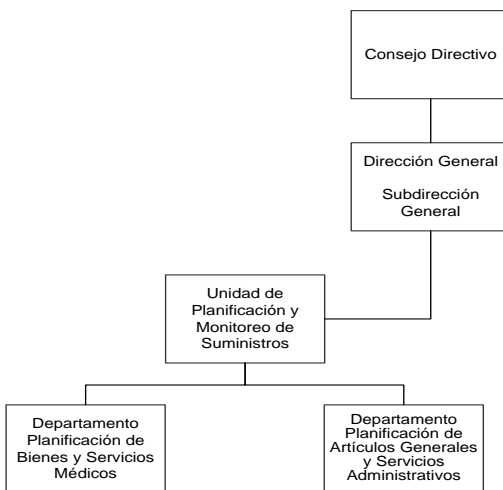 Consejo Directivo
Dirección General
Subdirección
General
Unidad de
Planificación y
Monitoreo de
Suministros
Departamento
Planificación de
Bienes y Servicios
Médicos
Departamento
Planificación de
Artículos Generales
y Servicios
Administrativos